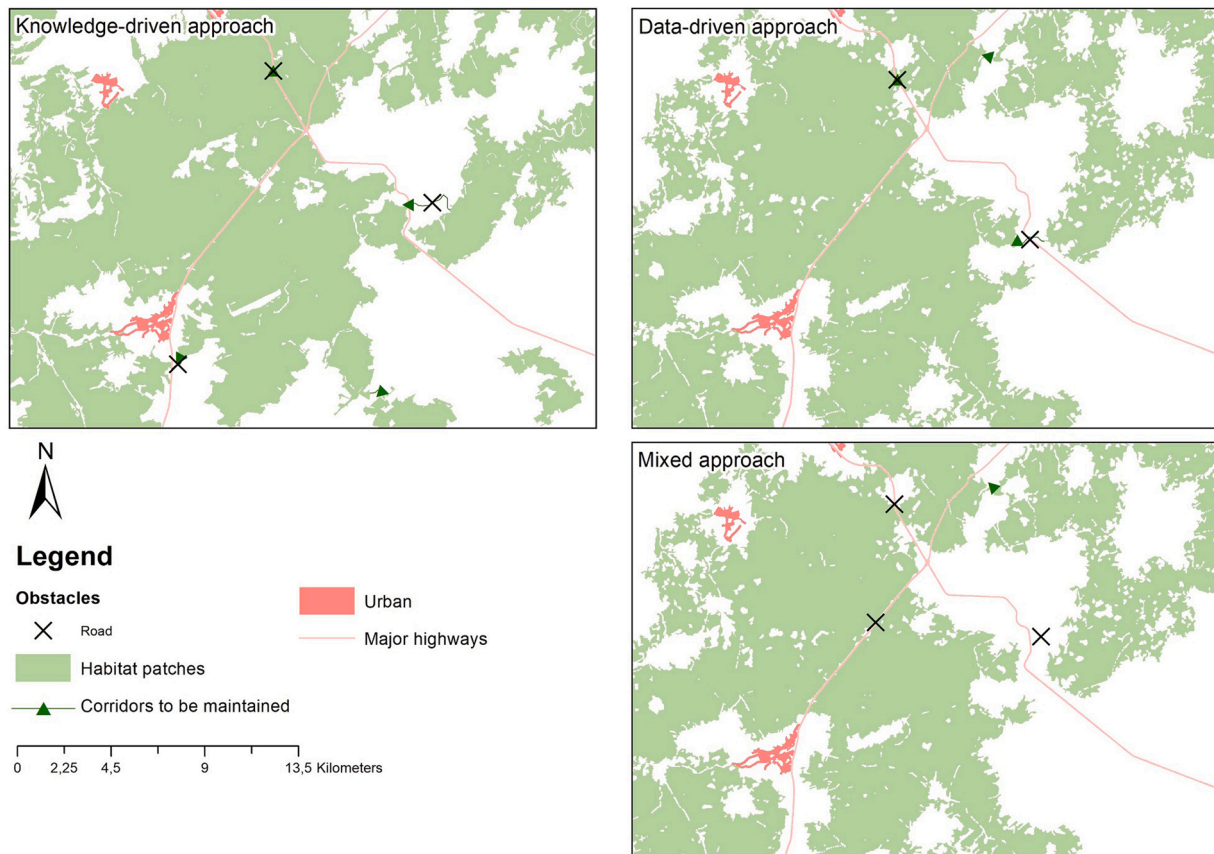 Knowledge-driven approach
Data-driven approach
Mixed approach
N
Legend
Obstacles
Road
Habitat patches
Corridors to be maintained
Urban
Major highways
0 2,25 4,5 9 13,5 Kilometers